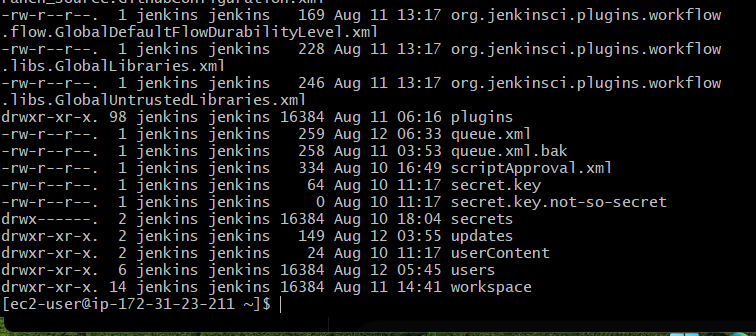 -rw-r--r--.  1 jenkins jenkins   169 Aug 11 13:17 org.jenkinsci.plugins.workflow
.flow.GlobalDefaultFlowDurabilityLevel.xml
-rw-r--r--.  1 jenkins jenkins   228 Aug 11 13:17 org.jenkinsci.plugins.workflow
.libs.GlobalLibraries.xml
-rw-r--r--.  1 jenkins jenkins   246 Aug 11 13:17 org.jenkinsci.plugins.workflow
.libs.GlobalUntrustedLibraries.xml
drwxr-xr-x. 98 jenkins jenkins 16384 Aug 11 06:16 plugins
-rw-r--r--.  1 jenkins jenkins   259 Aug 12 06:33 queue.xml
-rw-r--r--.  1 jenkins jenkins   258 Aug 11 03:53 queue.xml.bak
-rw-r--r--.  1 jenkins jenkins   334 Aug 10 16:49 scriptApproval.xml
-rw-r--r--.  1 jenkins jenkins    64 Aug 10 11:17 secret.key
-rw-r--r--.  1 jenkins jenkins     0 Aug 10 11:17 secret.key.not-so-secret
drwx------.  2 jenkins jenkins 16384 Aug 10 18:04 secrets
drwxr-xr-x.  2 jenkins jenkins   149 Aug 12 03:55 updates
drwxr-xr-x.  2 jenkins jenkins    24 Aug 10 11:17 userContent
drwxr-xr-x.  6 jenkins jenkins 16384 Aug 12 05:45 users
drwxr-xr-x. 14 jenkins jenkins 16384 Aug 11 14:41 workspace
[ec2-user@ip-172-31-23-211 ~]$